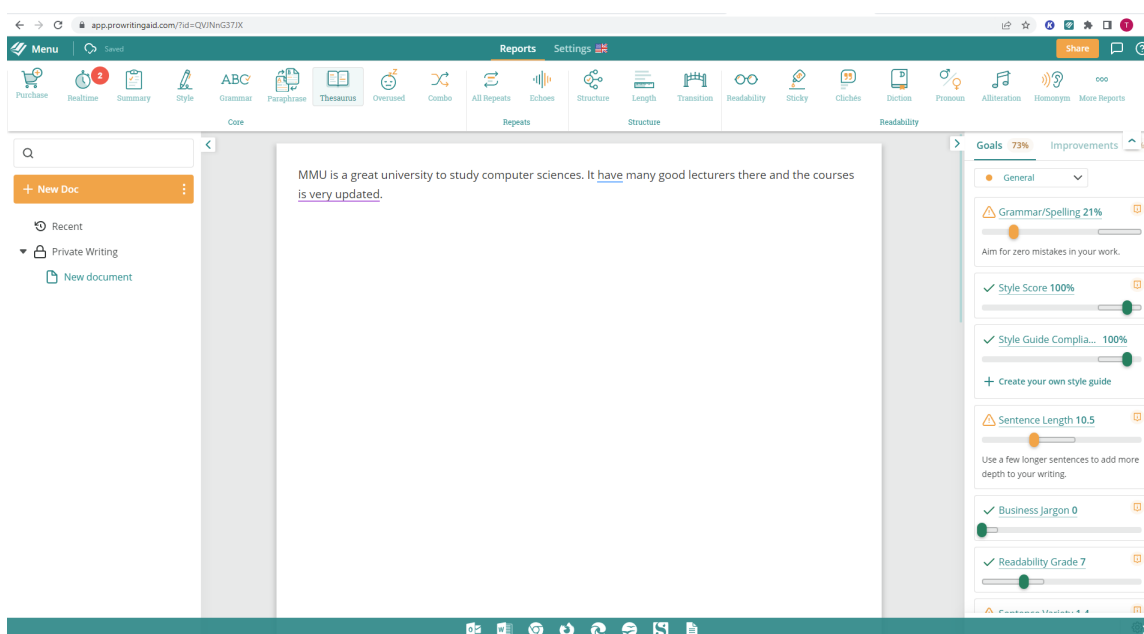 app.prowritingaid.com/?id=QVJNnG37JX
T
Menu Saved Reports Settings Share
2
ABC
Purchase Realtime Summary Style Grammar Paraphrase Thesaurus Overused Combo All Repeats Echoes Structure Length Transition Readability Sticky Clichés Diction Pronoun Alliteration Homonym More Reports
Core Repeats Structure Readability
+ New Doc
Recent
Private Writing
New document
MMU is a great university to study computer sciences. It have many good lecturers there and the courses
is very updated.
Goals 73% Improvements
General
Grammar/Spelling 21%
Aim for zero mistakes in your work.
Style Score 100%
Style Guide Complia... 100%
+ Create your own style guide
Sentence Length 10.5
Use a few longer sentences to add more
depth to your writing.
Business Jargon 0
Readability Grade 7